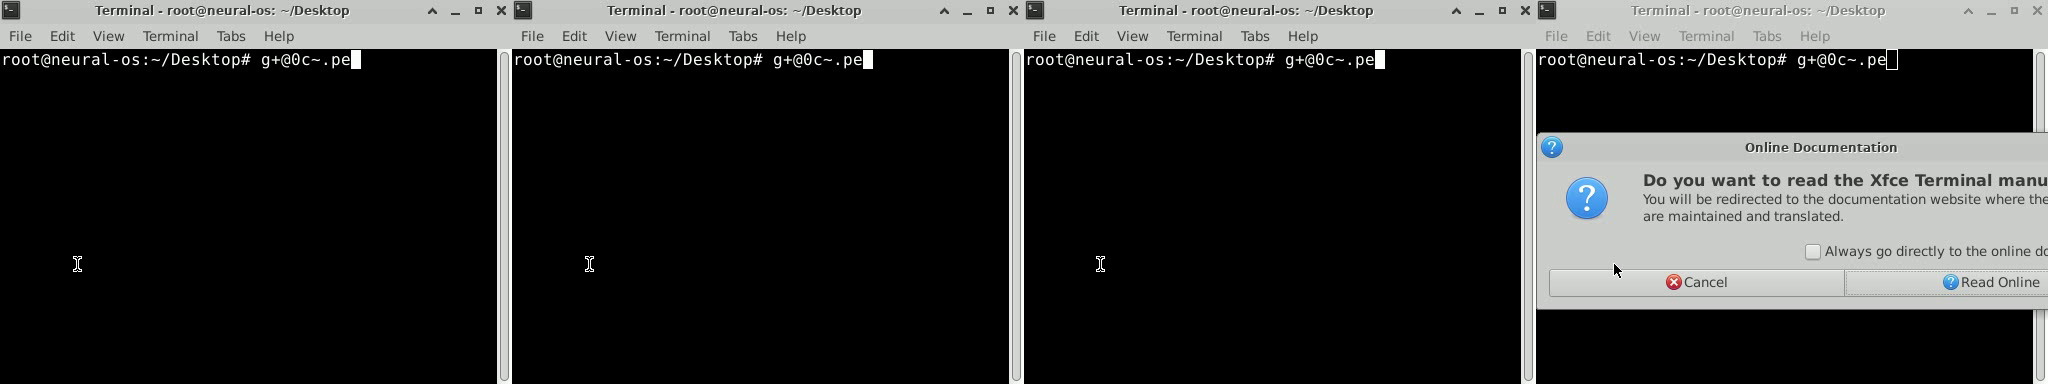 Terminal - root@neural-os: ~/Desktop
File Edit View Terminal Tabs Help
root@neural-os:~/Desktop# g+@0c~.pe
Terminal - root@neural-os: ~/Desktop
File Edit View Terminal Tabs Help
root@neural-os:~/Desktop# g+@0c~.pe
Terminal - root@neural-os: ~/Desktop
File Edit View Terminal Tabs Help
root@neural-os:~/Desktop# g+@0c~.pe
Terminal - root@neural-os: ~/Desktop
File Edit View Terminal Tabs Help
root@neural-os:~/Desktop# g+@0c~.pe
Online Documentation
Do you want to read the Xfce Terminal manu
You will be redirected to the documentation website where the
are maintained and translated.
Always go directly to the online do
Cancel Read Online